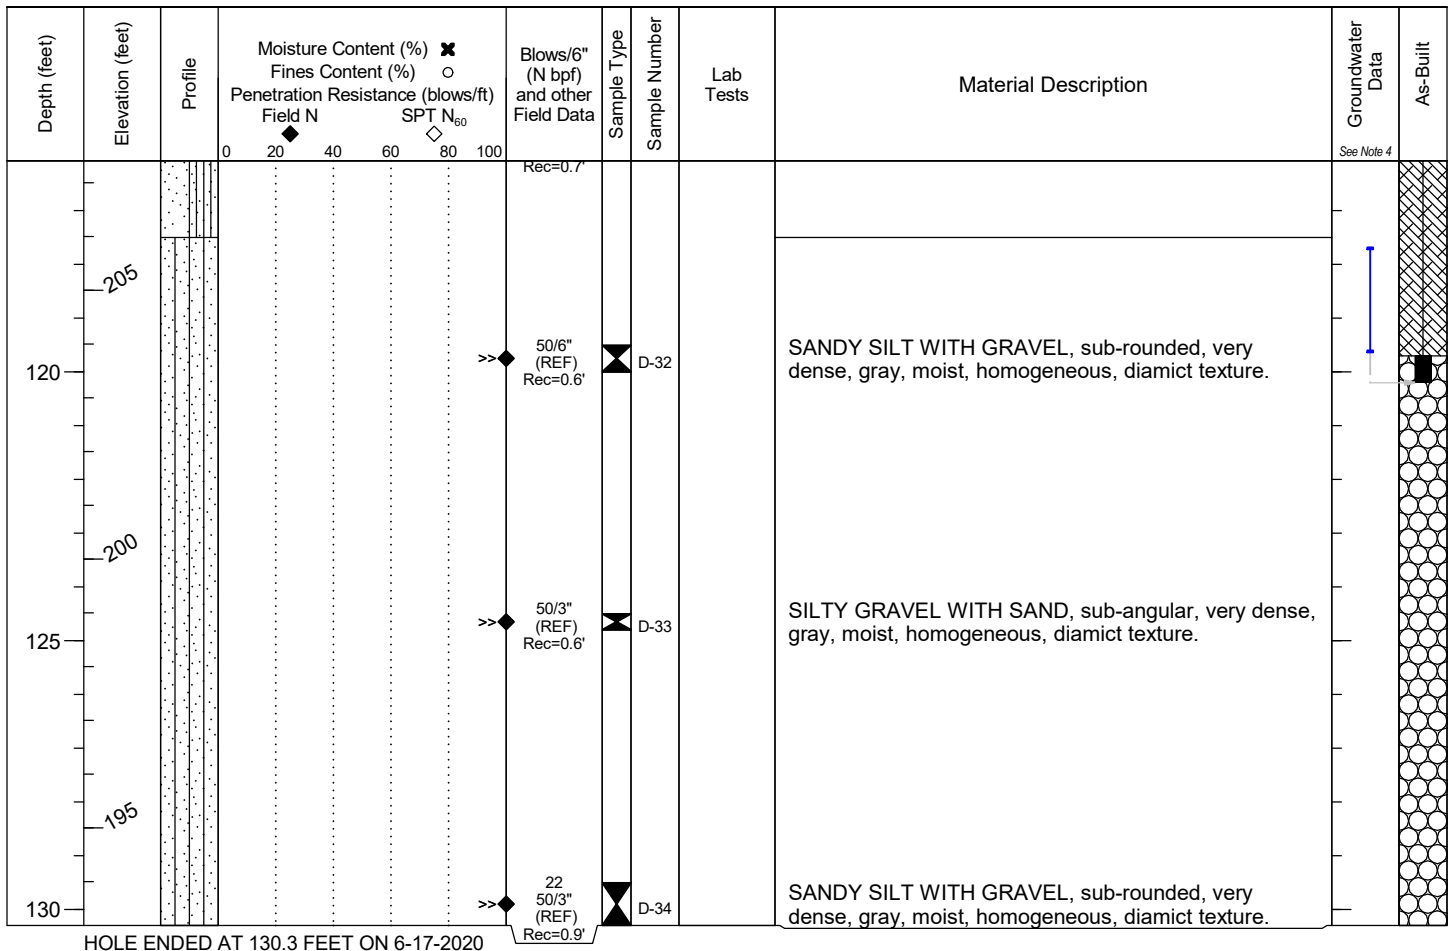 Depth (feet)
Elevation (feet)
Profile
Moisture Content (%)
Fines Content (%)
Penetration Resistance (blows/ft)
Field N SPT N60
0 20 40 60 80 100
Blows/6"
(N bpf)
and other
Field Data
Sample Type
Sample Number
Lab
Tests
Material Description
Groundwater
Data
See Note 4
As-Built
Rec=0.7'
205
120
>>
50/6"
(REF)
Rec=0.6'
D-32
SANDY SILT WITH GRAVEL, sub-rounded, very
dense, gray, moist, homogeneous, diamict texture.
200
125
>>
50/3"
(REF)
Rec=0.6'
D-33
SILTY GRAVEL WITH SAND, sub-angular, very dense,
gray, moist, homogeneous, diamict texture.
195
130
>>
22
50/3"
(REF)
Rec=0.9'
D-34
SANDY SILT WITH GRAVEL, sub-rounded, very
dense, gray, moist, homogeneous, diamict texture.
HOLE ENDED AT 130.3 FEET ON 6-17-2020